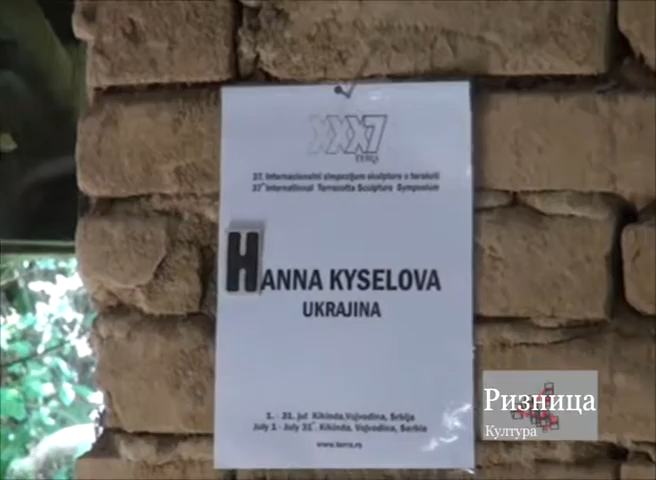 XXX7
TERRA
37. Internacionalni simpozijum skulpture u terakoti
37th International Terracotta Sculpture Symposium
HANNA KYSELOVA
UKRAJINA
1. - 31. jul Kikinda, Vojvodina, Srbija
July 1 - July 31st. Kikinda, Vojvodina, Serbia
www.terra.rs
Ризница
Култура